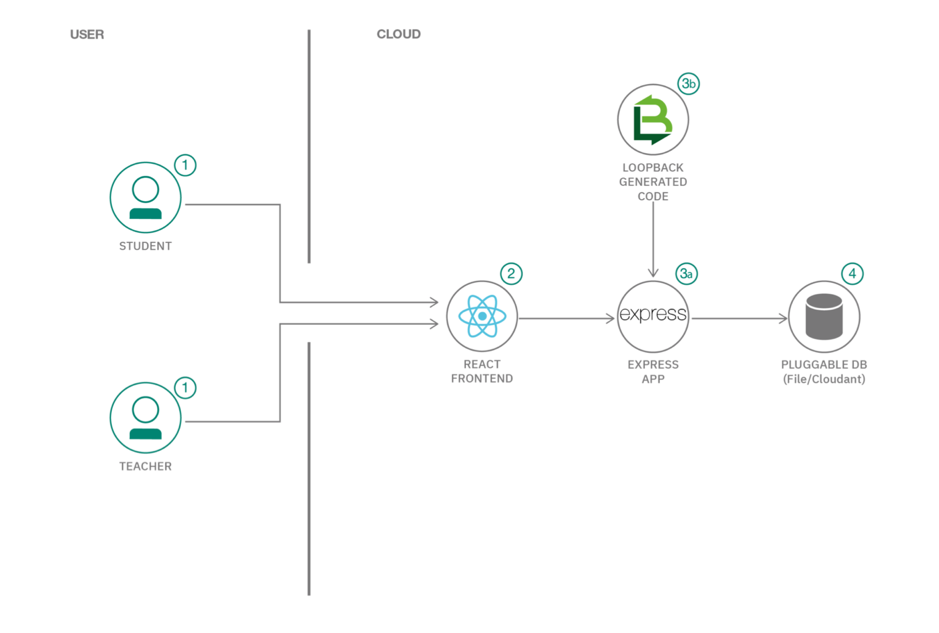 USER
CLOUD
3b
LOOPBACK
GENERATED
CODE
1
STUDENT
2
REACT
FRONTEND
3a
express
EXPRESS
APP
4
PLUGGABLE DB
(File/Cloudant)
1
TEACHER